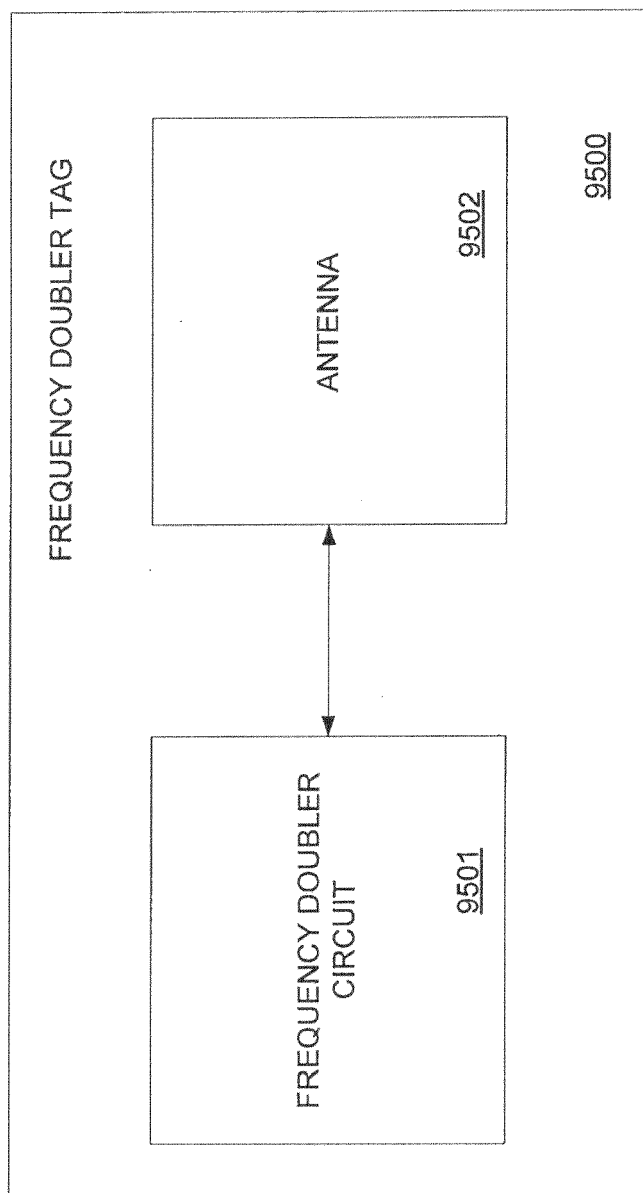 FREQUENCY DOUBLER TAG
FREQUENCY DOUBLER
CIRCUIT
9501
ANTENNA
9502
9500